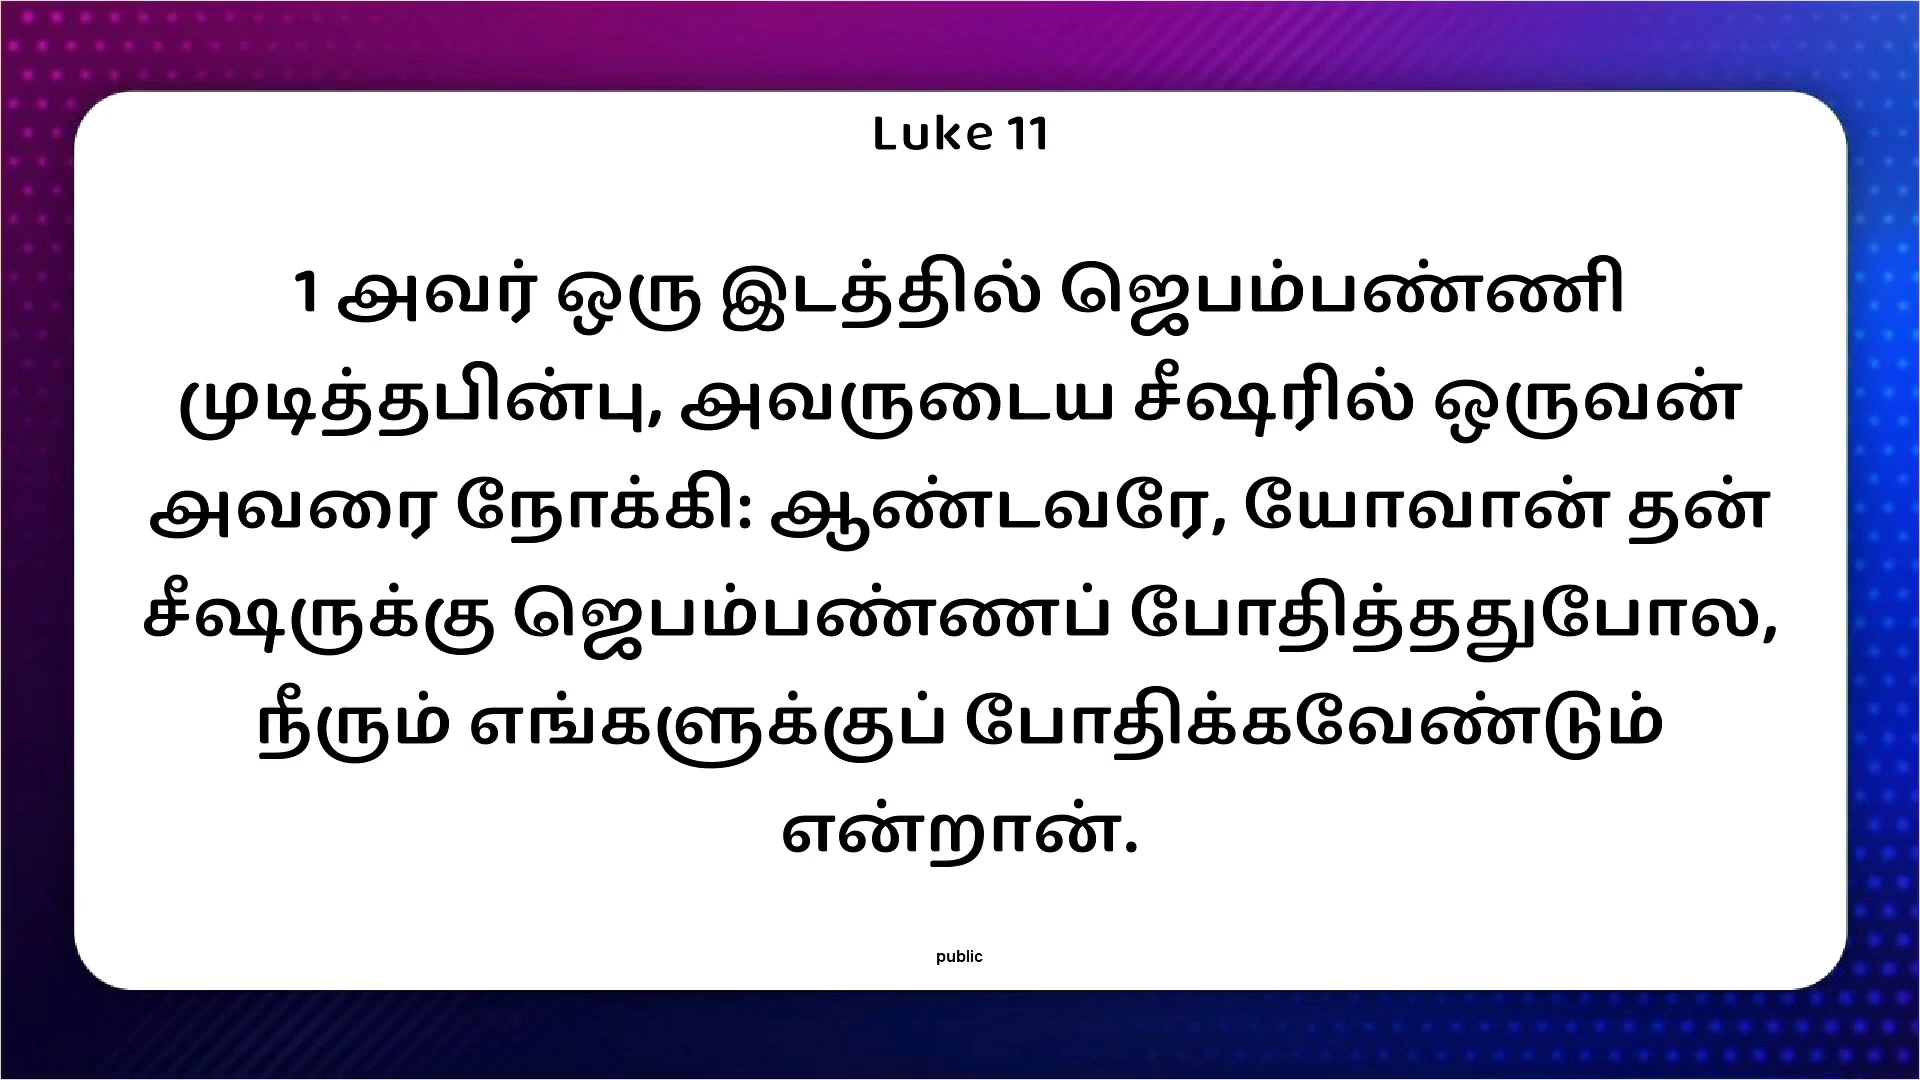 Luke 11
1 அவர் ஒரு இடத்தில் ஜெபம்பண்ணி
முடித்தபின்பு, அவருடைய சீஷரில் ஒருவன்
அவரை நோக்கி: ஆண்டவரே, யோவான் தன்
சீஷருக்கு ஜெபம்பண்ணப் போதித்ததுபோல,
நீரும் எங்களுக்குப் போதிக்கவேண்டும்
என்றான்.
public